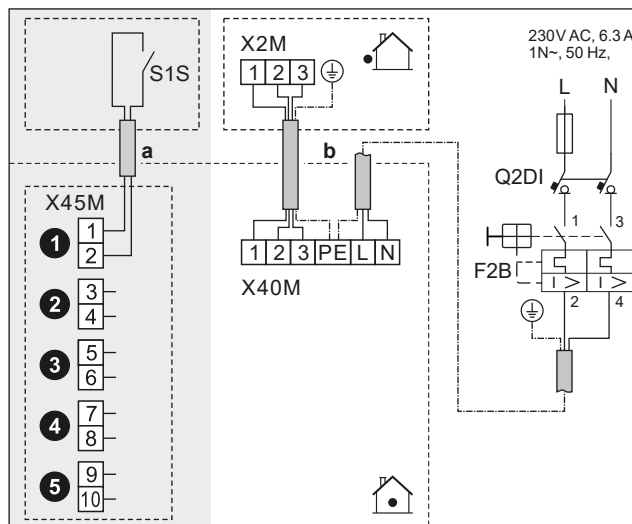 X2M
230V AC, 6.3 A
1N~, 50 Hz,
S1S
1 2 3
L N
a
b
Q2DI
X45M
1 3
1 1
2
1 2 3 PE L N
F2B
X40M
I > I >
2 3
4
2 4
3 5
6
4 7
8
5 9
10